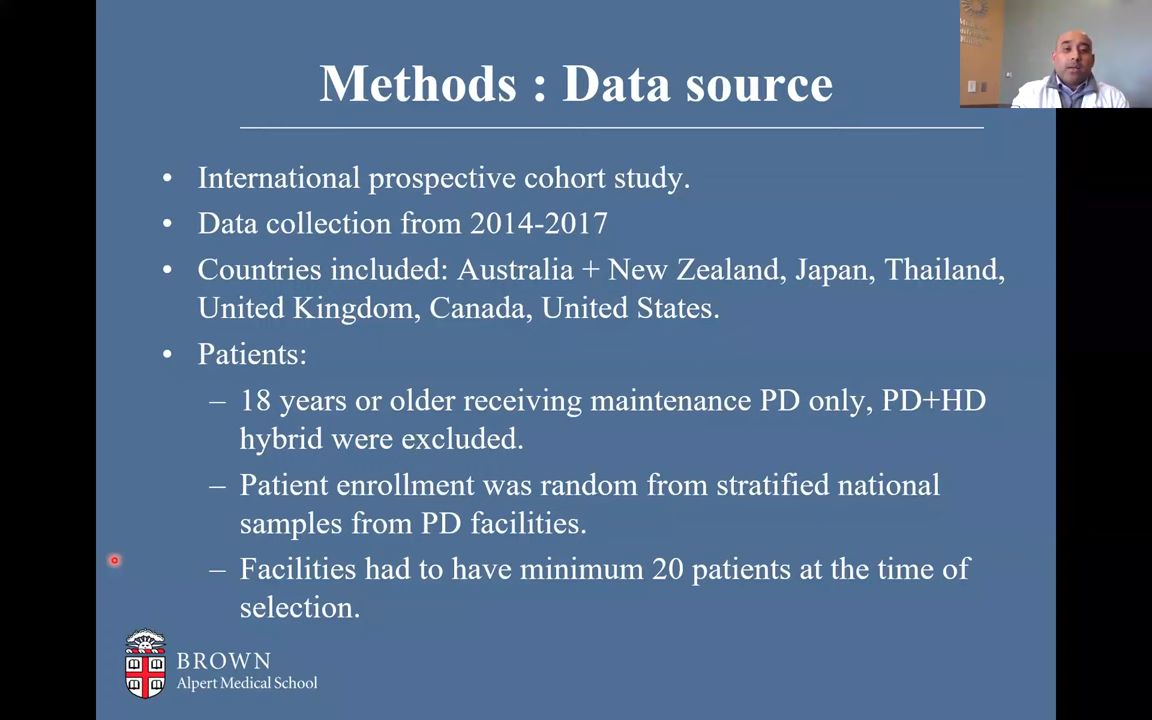 Methods : Data source
• International prospective cohort study.
• Data collection from 2014-2017
• Countries included: Australia + New Zealand, Japan, Thailand,
United Kingdom, Canada, United States.
• Patients:
– 18 years or older receiving maintenance PD only, PD+HD
hybrid were excluded.
– Patient enrollment was random from stratified national
samples from PD facilities.
– Facilities had to have minimum 20 patients at the time of
selection.
BROWN
Alpert Medical School